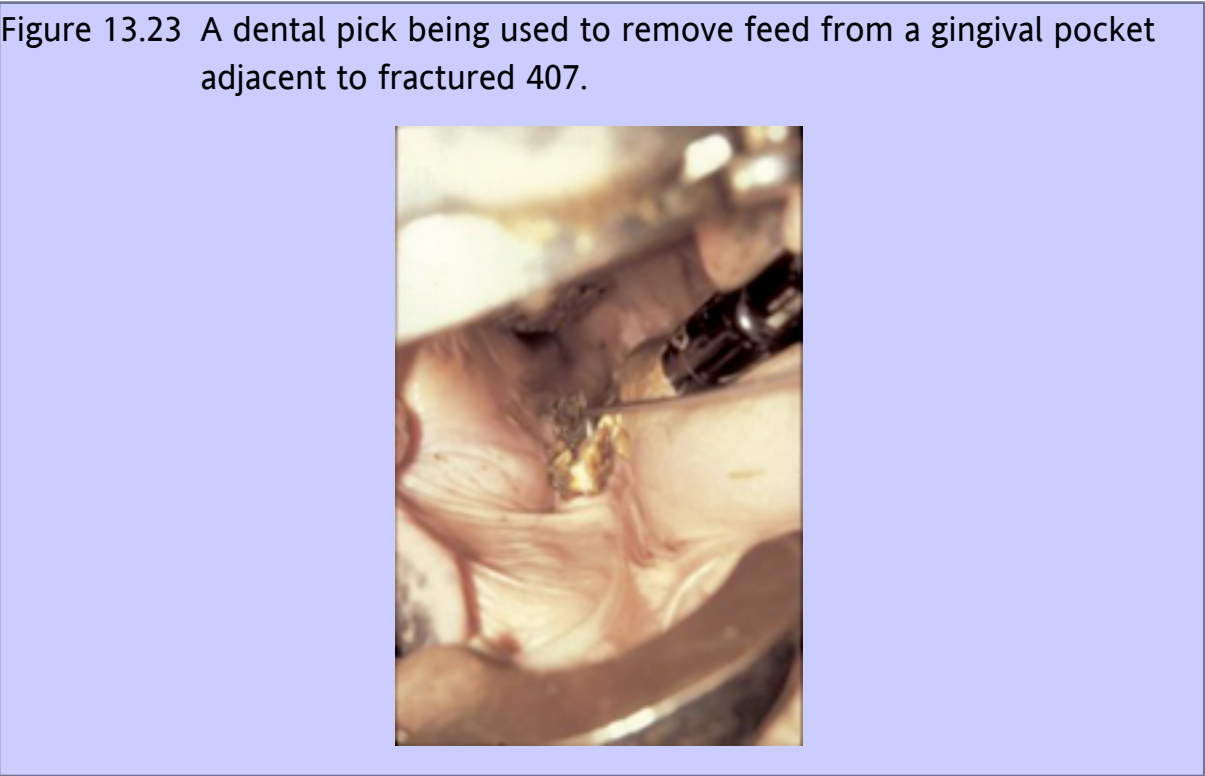 Figure 13.23 A dental pick being used to remove feed from a gingival pocket
adjacent to fractured 407.